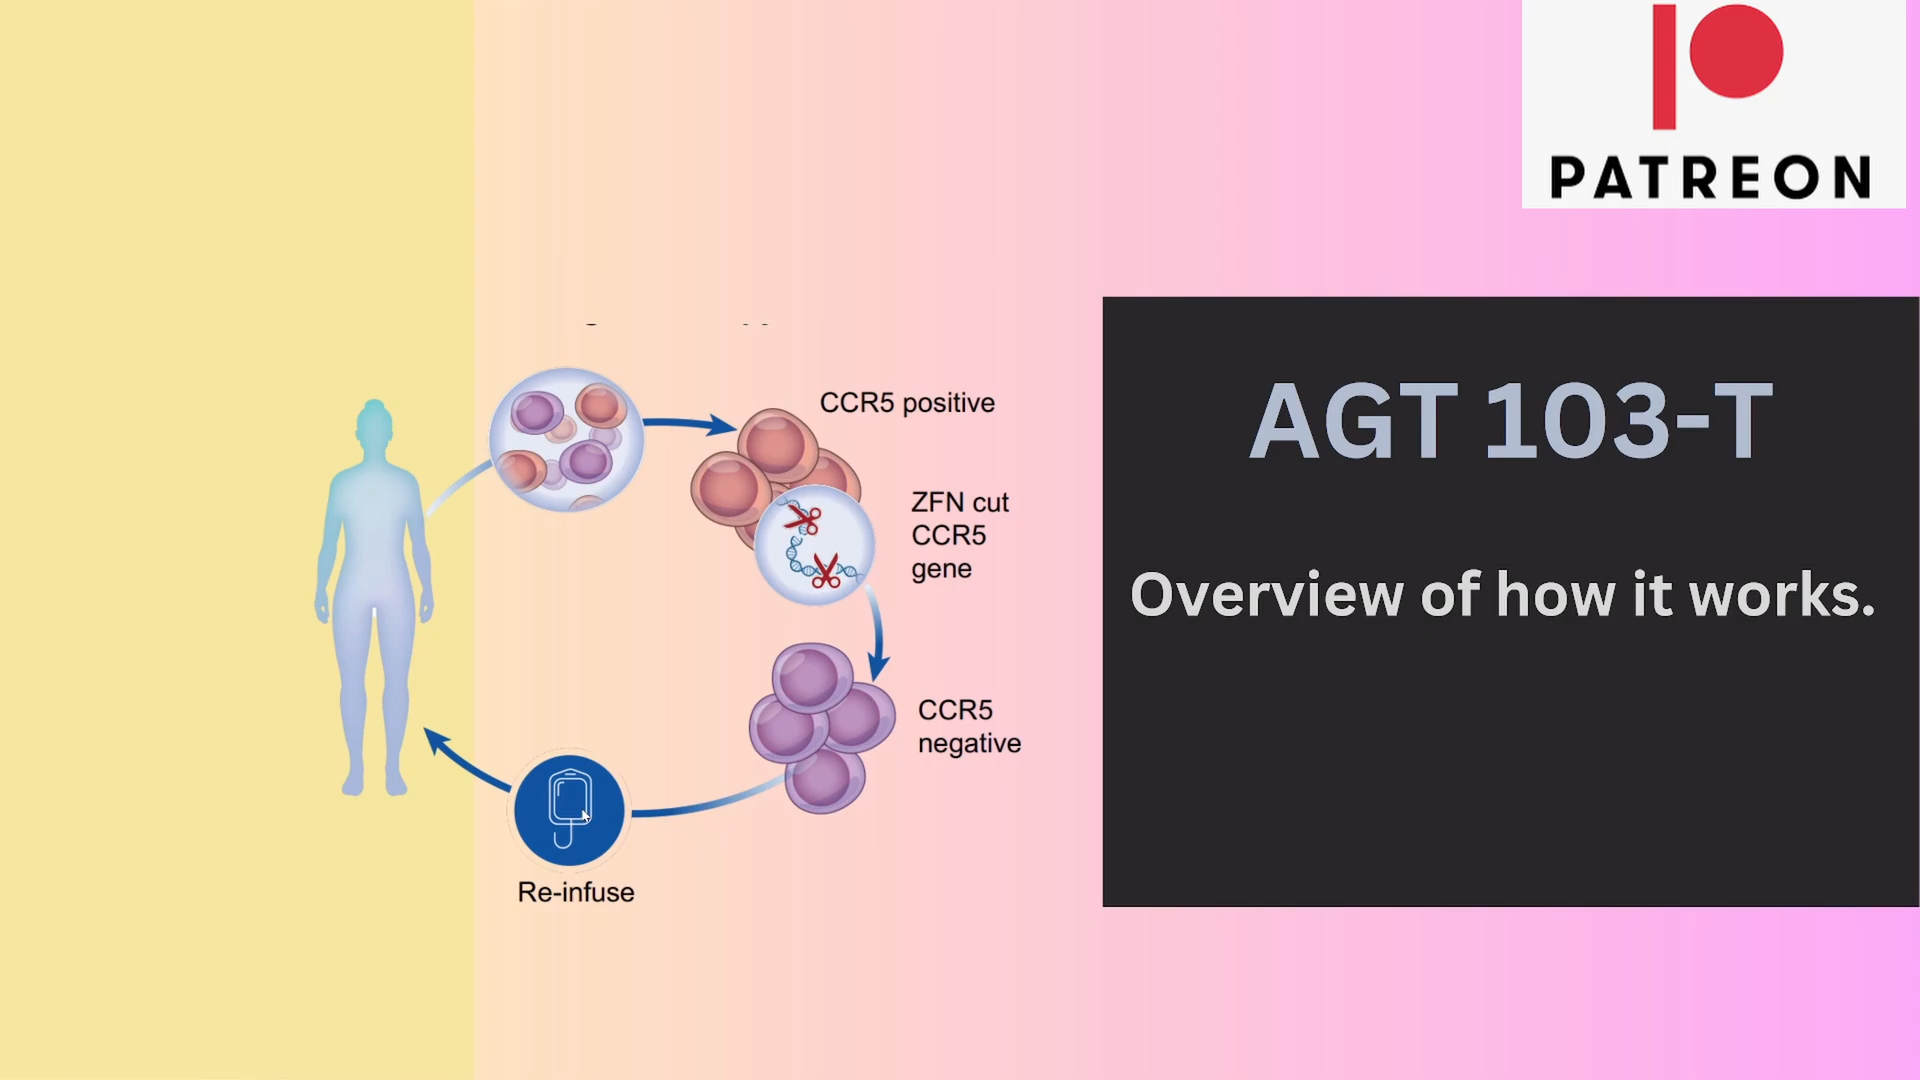 PATREON
CCR5 positive
AGT 103-T
ZFN cut
CCR5
gene
Overview of how it works.
CCR5
negative
Re-infuse